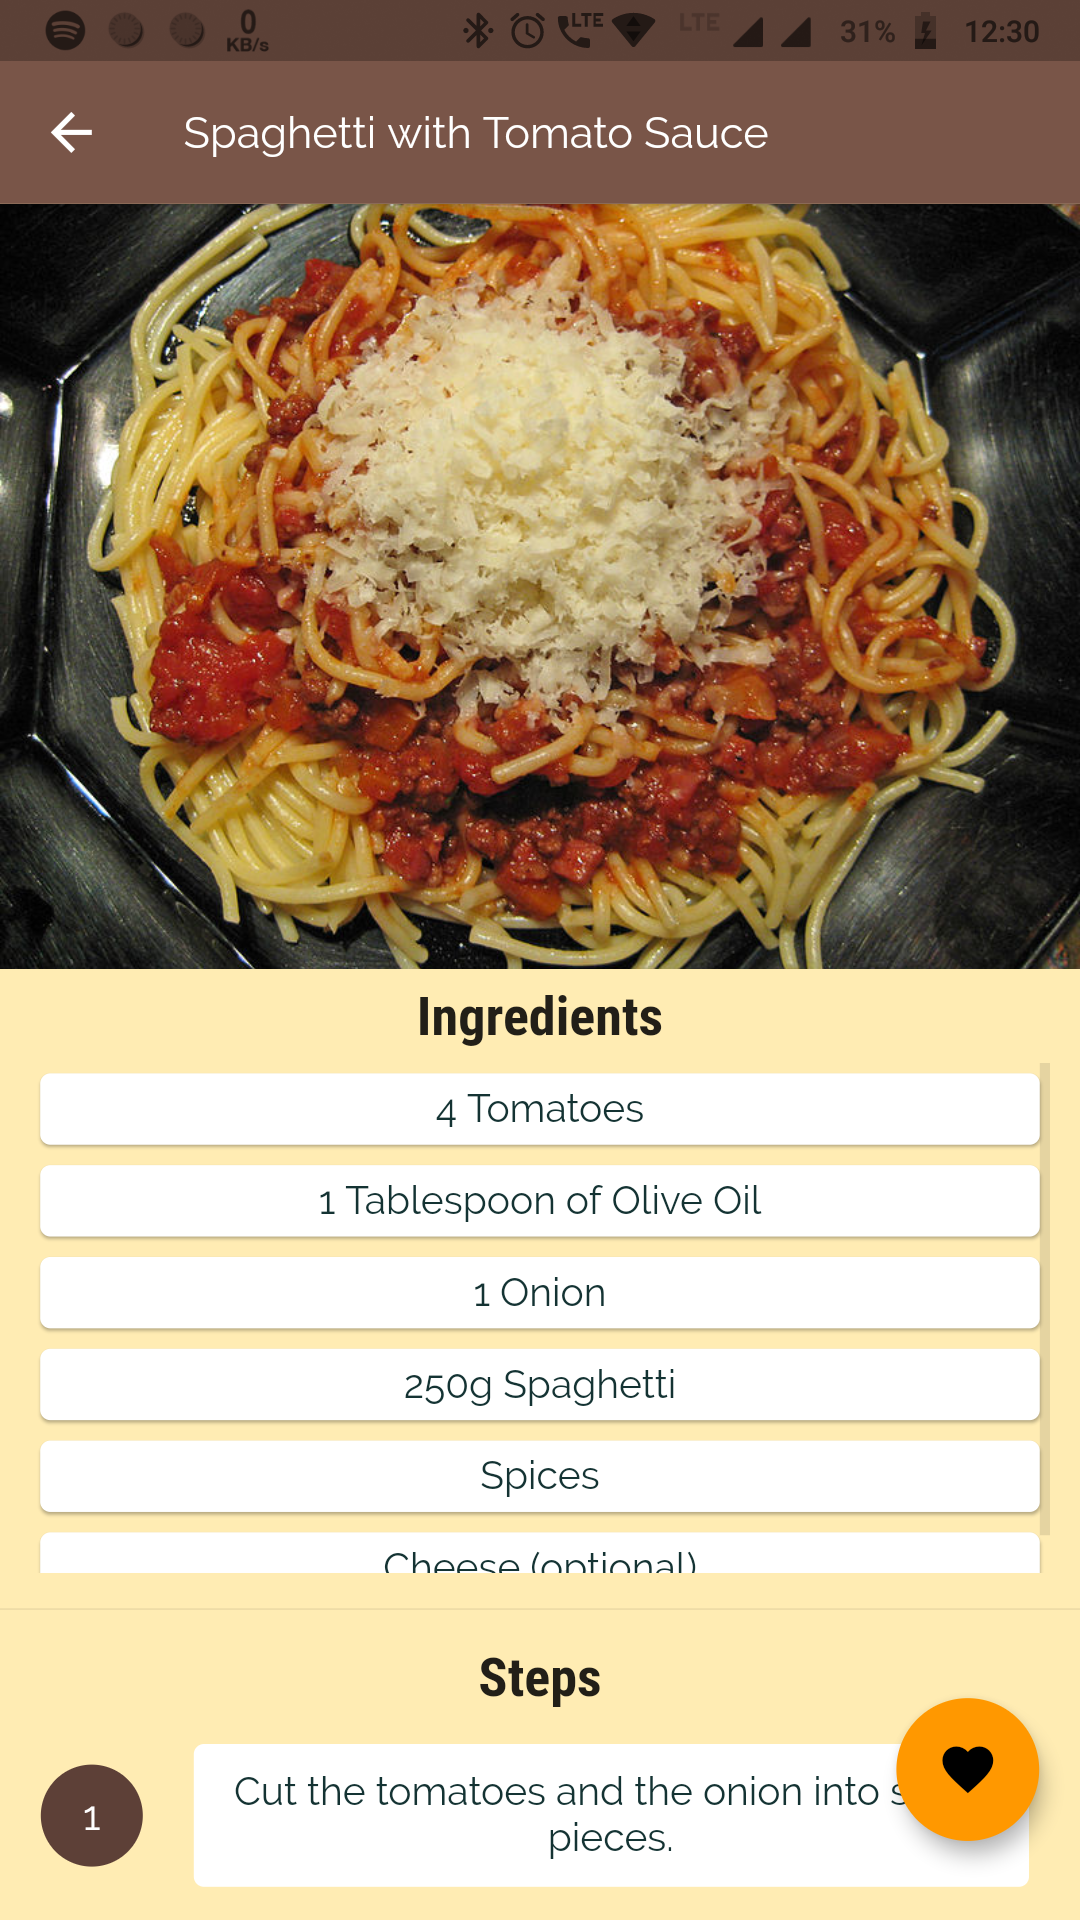 0
KB/s
LTE
LTE
31%
12:30
Spaghetti with Tomato Sauce
Ingredients
4 Tomatoes
1 Tablespoon of Olive Oil
1 Onion
250g Spaghetti
Spices
Cheese (optional)
Steps
1
Cut the tomatoes and the onion into
pieces.